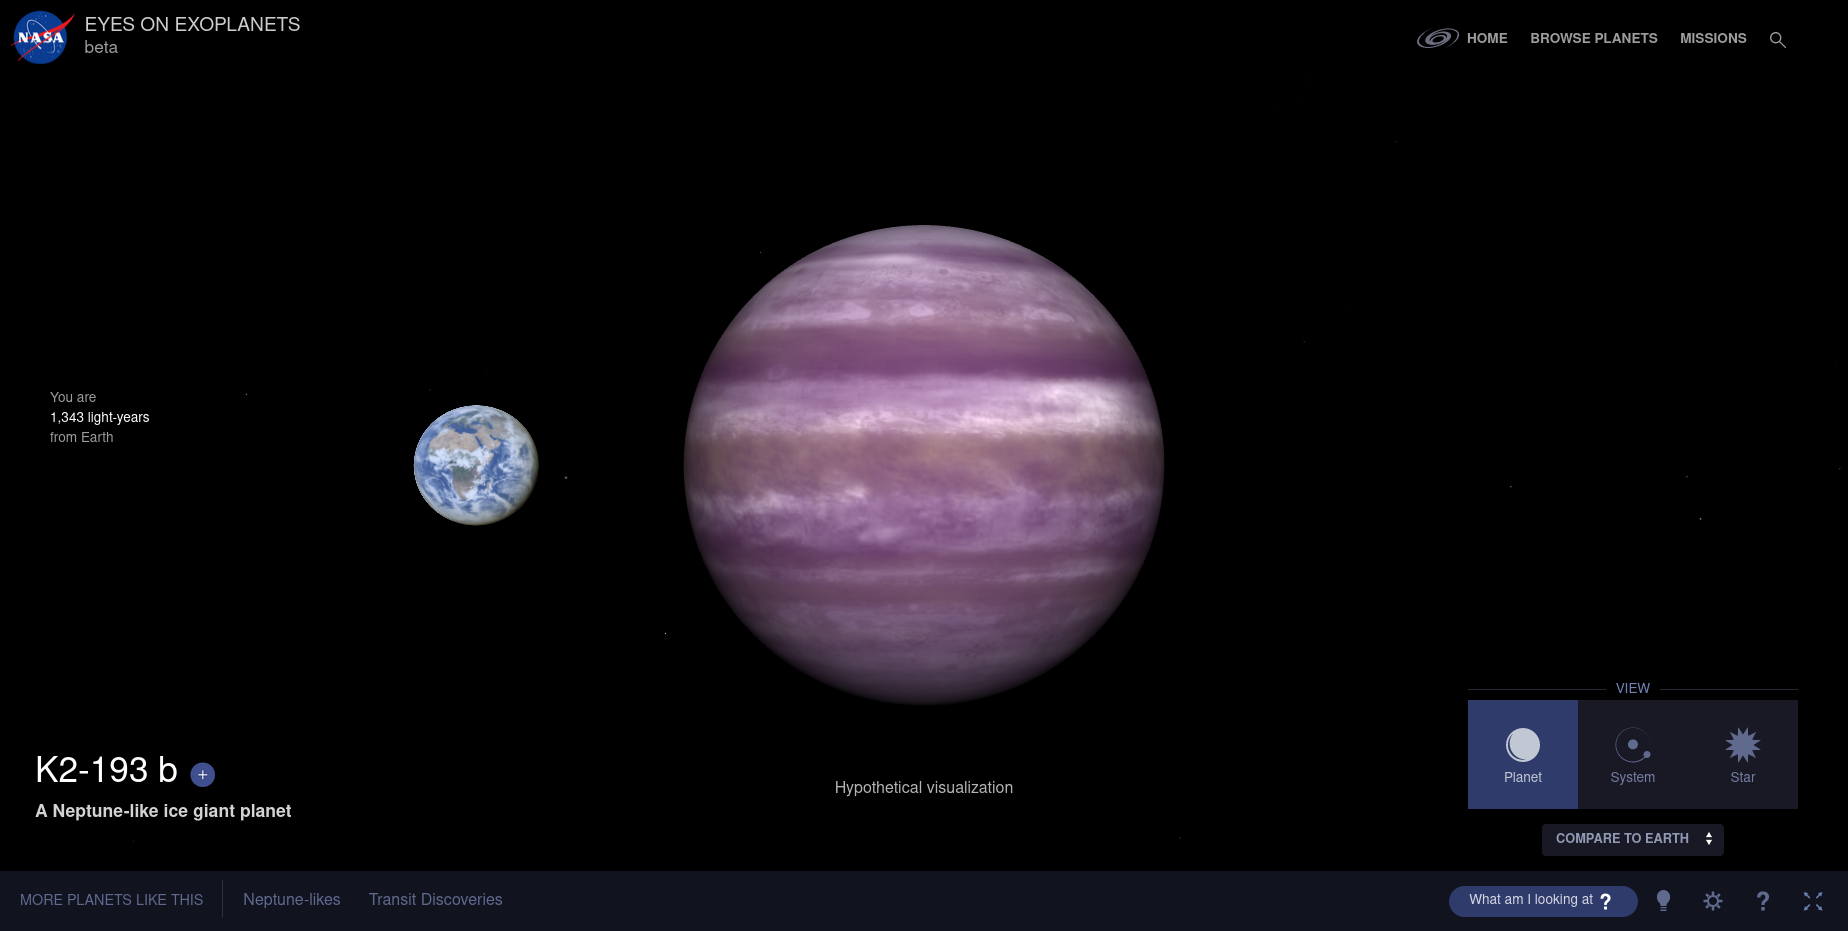 NASA
EYES ON EXOPLANETS
beta
HOME
BROWSE PLANETS
MISSIONS
You are
1,343 light-years
from Earth
VIEW
Planet
System
Star
K2-193 b +
A Neptune-like ice giant planet
Hypothetical visualization
COMPARE TO EARTH
MORE PLANETS LIKE THIS
Neptune-likes
Transit Discoveries
What am I looking at ?
?